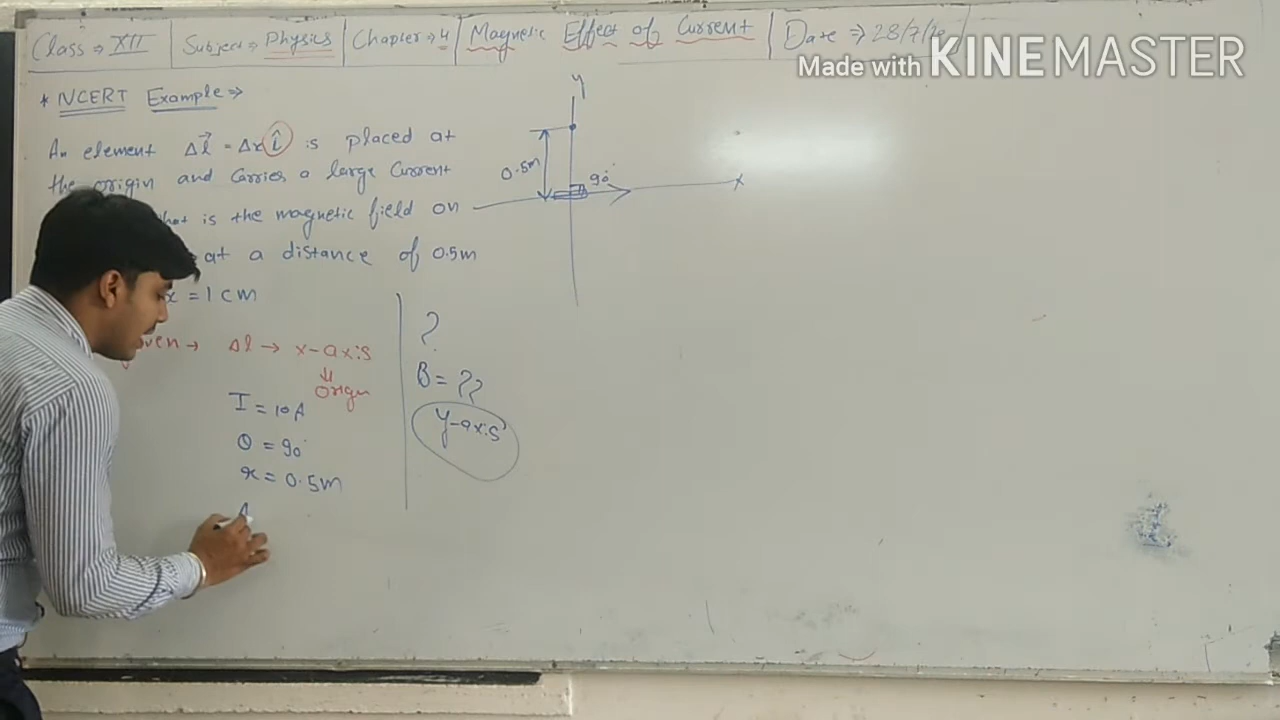 Class ⇒ XII | Subject ⇒ Physics | Chapter → 4 | Magnetic Effect of Current | Date ⇒ 28/7/
Made with KINEMASTER
* NCERT Example ⇒
An element Δl⃗ = Δx î is placed at
the origin and carries a large current
what is the magnetic field on
at a distance of 0.5m
x = 1 cm
Given → Δl → x-axis
⇓
Origin
I = 10A
θ = 90°
r = 0.5m
?
B = ??
Y-axis
y
0.5m
90°
x